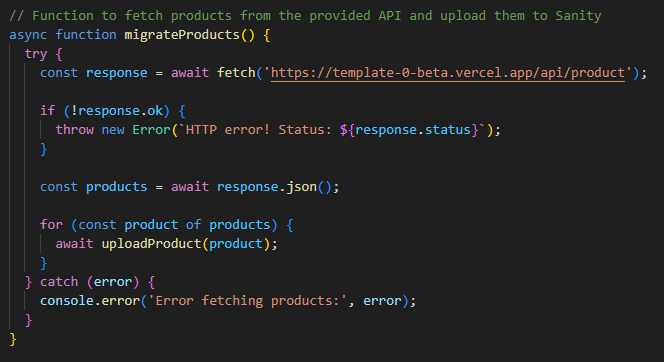 // Function to fetch products from the provided API and upload them to Sanity
async function migrateProducts() {
  try {
    const response = await fetch('https://template-0-beta.vercel.app/api/product');

    if (!response.ok) {
      throw new Error(`HTTP error! Status: ${response.status}`);
    }

    const products = await response.json();

    for (const product of products) {
      await uploadProduct(product);
    }
  } catch (error) {
    console.error('Error fetching products:', error);
  }
}